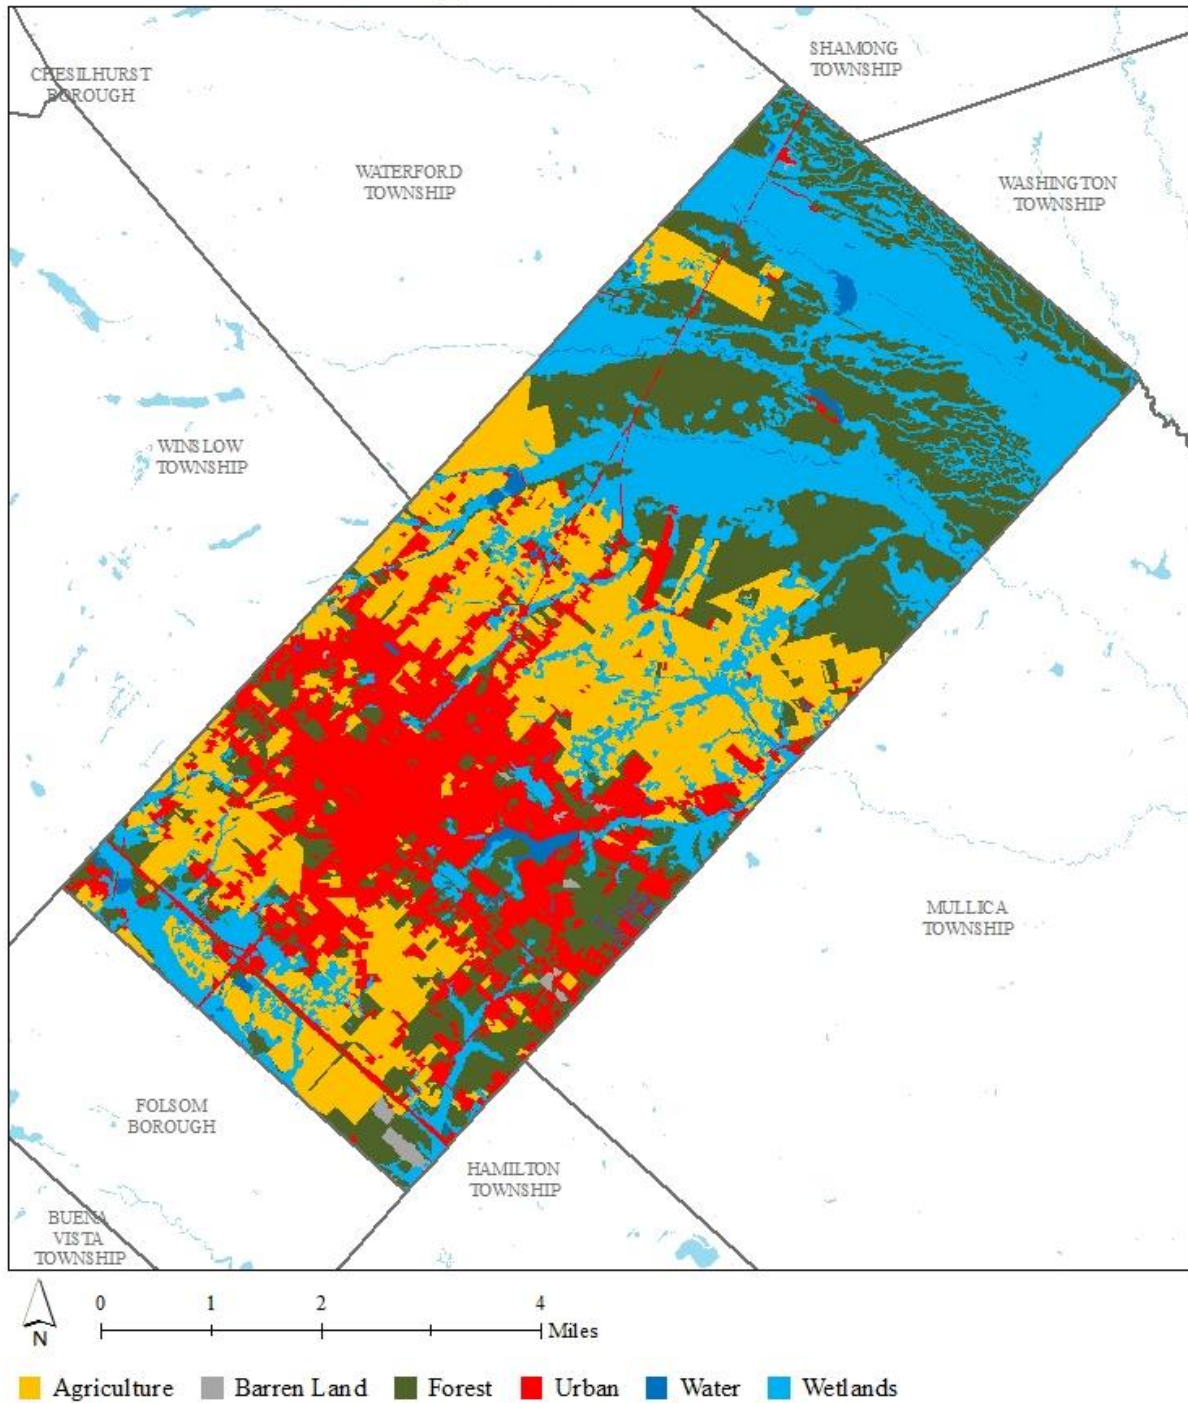 SHAMONG
TOWNSHIP
CHESILHURST
BOROUGH
WATERFORD
TOWNSHIP
WASHINGTON
TOWNSHIP
WINSLOW
TOWNSHIP
MULLICA
TOWNSHIP
FOLSOM
BOROUGH
HAMILTON
TOWNSHIP
BUENA
VISTA
TOWNSHIP
N
0 1 2 4
Miles
Agriculture Barren Land Forest Urban Water Wetlands